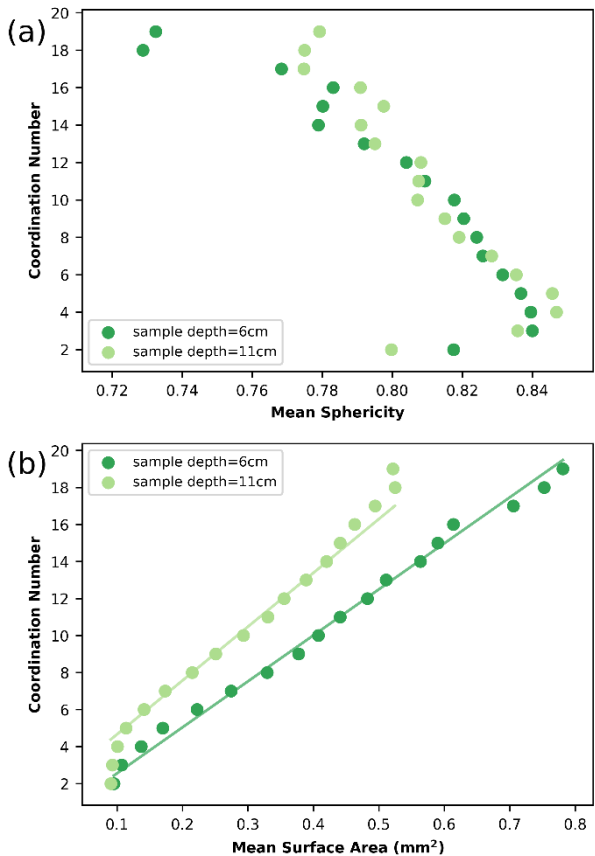 (a)
20
18
16
14
12
10
8
6
4
2
Coordination Number
sample depth=6cm
sample depth=11cm
0.72 0.74 0.76 0.78 0.80 0.82 0.84
Mean Sphericity
(b)
20
18
16
14
12
10
8
6
4
2
Coordination Number
sample depth=6cm
sample depth=11cm
0.1 0.2 0.3 0.4 0.5 0.6 0.7 0.8
Mean Surface Area (mm²)